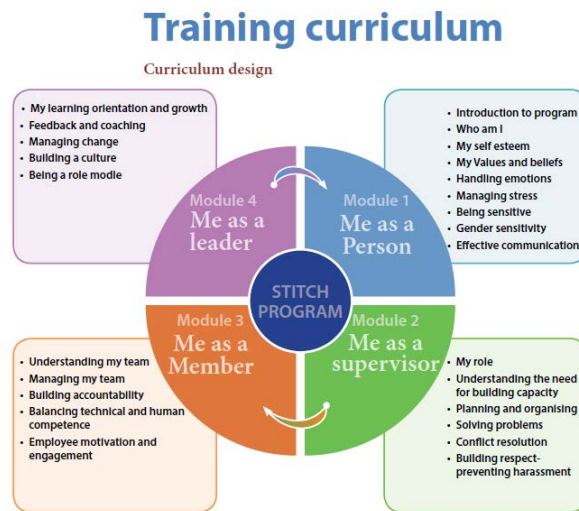 Training curriculum
Curriculum design
• My learning orientation and growth
• Feedback and coaching
• Managing change
• Building a culture
• Being a role modle
• Introduction to program
• Who am I
• My self esteem
• My Values and beliefs
• Handling emotions
• Managing stress
• Being sensitive
• Gender sensitivity
• Effective communication
Module 4
Me as a
leader
Module 1
Me as a
Person
STITCH
PROGRAM
Module 3
Me as a
Member
Module 2
Me as a
supervisor
• Understanding my team
• Managing my team
• Building accountability
• Balancing technical and human
competence
• Employee motivation and
engagement
• My role
• Understanding the need
for building capacity
• Planning and organising
• Solving problems
• Conflict resolution
• Building respect-
preventing harassment